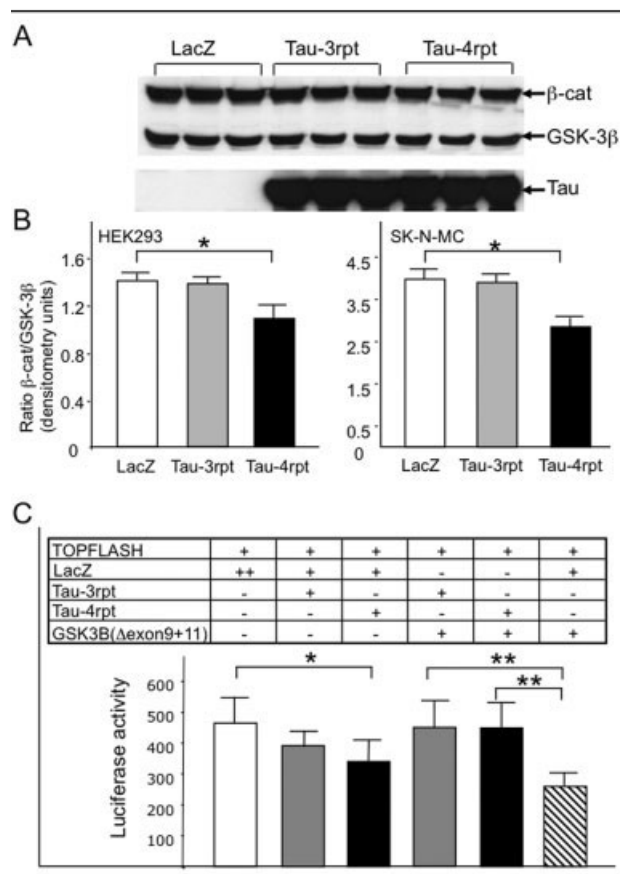 A
LacZ Tau-3rpt Tau-4rpt
β-cat
GSK-3β
Tau
B
HEK293
*
Ratio β-cat/GSK-3β
(densitometry units)
1.6
1.2
0.4
0
LacZ Tau-3rpt Tau-4rpt
SK-N-MC
*
4.5
3.5
2.5
1.5
0.5
LacZ Tau-3rpt Tau-4rpt
C
TOPFLASH + + + + + +
LacZ ++ + + - - +
Tau-3rpt - + - + - -
Tau-4rpt - - + - + -
GSK3B(Δexon9+11) - - - + + +
Luciferase activity
600
500
400
300
200
100
*
**
**